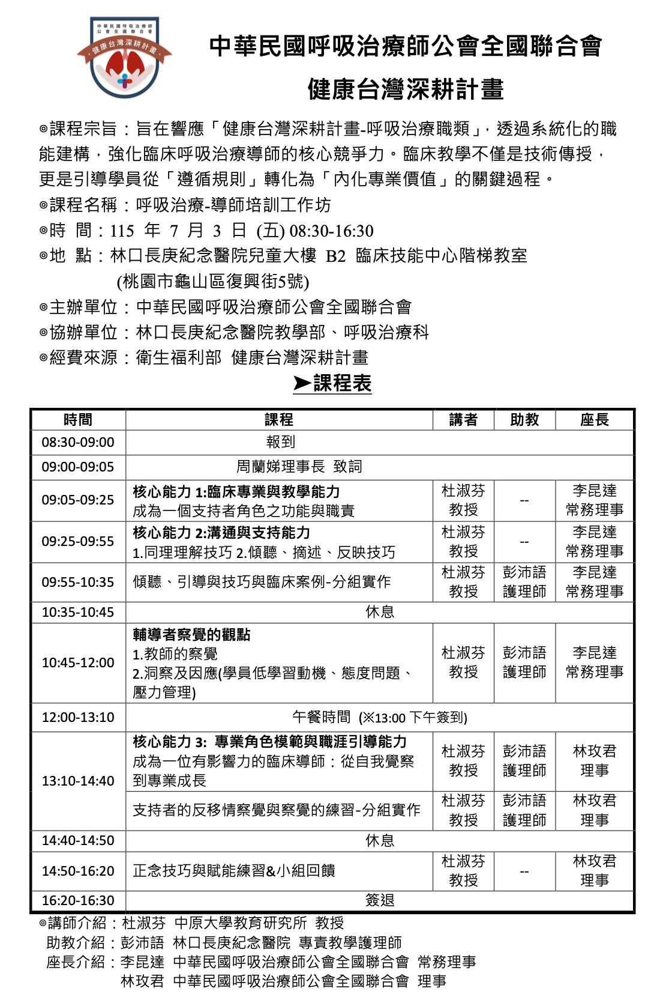 中華民國呼吸治療師
公會全國聯合會
健康台灣深耕計畫
中華民國呼吸治療師公會全國聯合會
健康台灣深耕計畫
◎課程宗旨：旨在響應「健康台灣深耕計畫-呼吸治療職類」，透過系統化的職
能建構，強化臨床呼吸治療導師的核心競爭力。臨床教學不僅是技術傳授，
更是引導學員從「遵循規則」轉化為「內化專業價值」的關鍵過程。
◎課程名稱：呼吸治療-導師培訓工作坊
◎時 間：115 年 7 月 3 日 (五) 08:30-16:30
◎地 點：林口長庚紀念醫院兒童大樓 B2 臨床技能中心階梯教室
(桃園市龜山區復興街5號)
◎主辦單位：中華民國呼吸治療師公會全國聯合會
◎協辦單位：林口長庚紀念醫院教學部、呼吸治療科
◎經費來源：衛生福利部 健康台灣深耕計畫
➤課程表
時間 課程 講者 助教 座長
08:30-09:00 報到
09:00-09:05 周蘭娣理事長 致詞
09:05-09:25
核心能力 1:臨床專業與教學能力
成為一個支持者角色之功能與職責
杜淑芬
教授
--
李昆達
常務理事
09:25-09:55
核心能力 2:溝通與支持能力
1.同理理解技巧 2.傾聽、摘述、反映技巧
杜淑芬
教授
--
李昆達
常務理事
09:55-10:35
傾聽、引導與技巧與臨床案例-分組實作
杜淑芬
教授
彭沛語
護理師
李昆達
常務理事
10:35-10:45 休息
10:45-12:00
輔導者察覺的觀點
1.教師的察覺
2.洞察及因應(學員低學習動機、態度問題、
壓力管理)
杜淑芬
教授
彭沛語
護理師
李昆達
常務理事
12:00-13:10 午餐時間 (※13:00 下午簽到)
13:10-14:40
核心能力 3: 專業角色模範與職涯引導能力
成為一位有影響力的臨床導師：從自我覺察
到專業成長
杜淑芬
教授
彭沛語
護理師
林玫君
理事
支持者的反移情察覺與察覺的練習-分組實作
杜淑芬
教授
彭沛語
護理師
林玫君
理事
14:40-14:50 休息
14:50-16:20
正念技巧與賦能練習&小組回饋
杜淑芬
教授
--
林玫君
理事
16:20-16:30 簽退
◎講師介紹：杜淑芬 中原大學教育研究所 教授
助教介紹：彭沛語 林口長庚紀念醫院 專責教學護理師
座長介紹：李昆達 中華民國呼吸治療師公會全國聯合會 常務理事
林玫君 中華民國呼吸治療師公會全國聯合會 理事